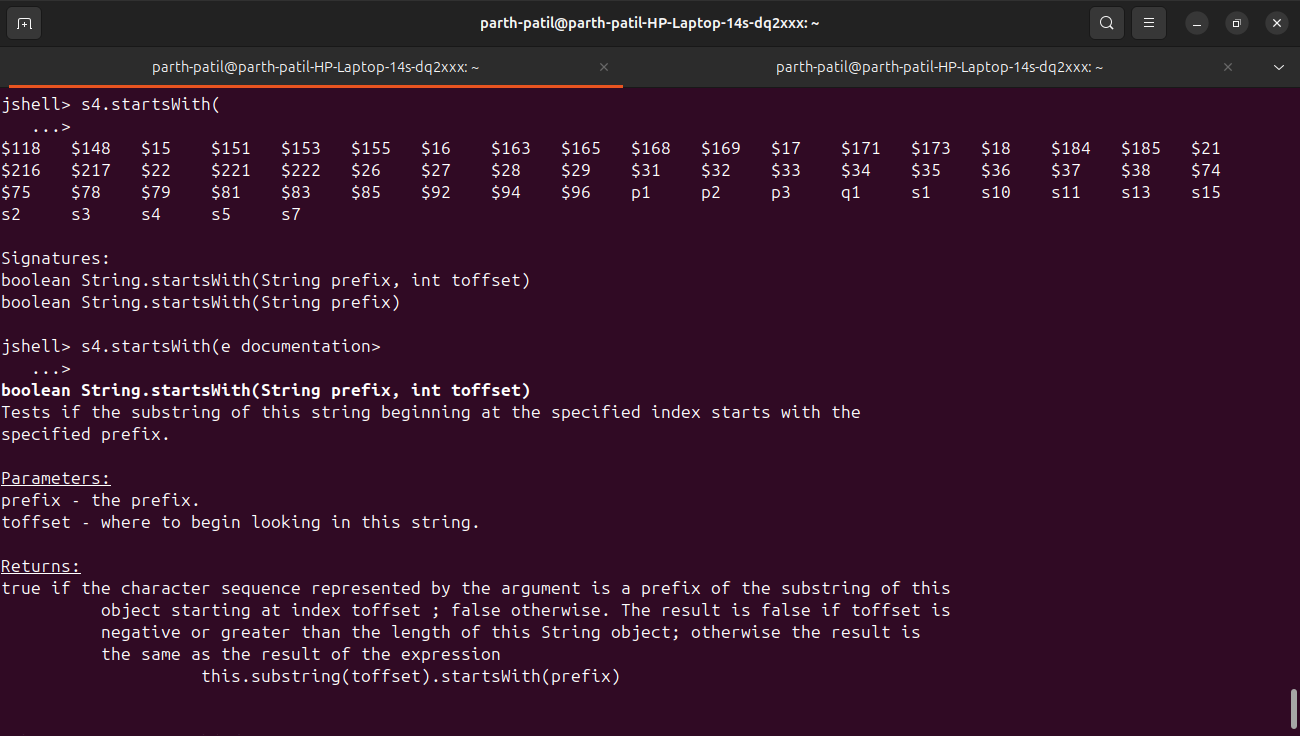 parth-patil@parth-patil-HP-Laptop-14s-dq2xxx: ~
parth-patil@parth-patil-HP-Laptop-14s-dq2xxx: ~ parth-patil@parth-patil-HP-Laptop-14s-dq2xxx: ~
jshell> s4.startsWith(
   ...>
$118   $148   $15    $151   $153   $155   $16    $163   $165   $168   $169   $17    $171   $173   $18    $184   $185   $21
$216   $217   $22    $221   $222   $26    $27    $28    $29    $31    $32    $33    $34    $35    $36    $37    $38    $74
$75    $78    $79    $81    $83    $85    $92    $94    $96    p1     p2     p3     q1     s1     s10    s11    s13    s15
s2     s3     s4     s5     s7
Signatures:
boolean String.startsWith(String prefix, int toffset)
boolean String.startsWith(String prefix)
jshell> s4.startsWith(e documentation>
   ...>
boolean String.startsWith(String prefix, int toffset)
Tests if the substring of this string beginning at the specified index starts with the
specified prefix.
Parameters:
prefix - the prefix.
toffset - where to begin looking in this string.
Returns:
true if the character sequence represented by the argument is a prefix of the substring of this
          object starting at index toffset ; false otherwise. The result is false if toffset is
          negative or greater than the length of this String object; otherwise the result is
          the same as the result of the expression
                    this.substring(toffset).startsWith(prefix)